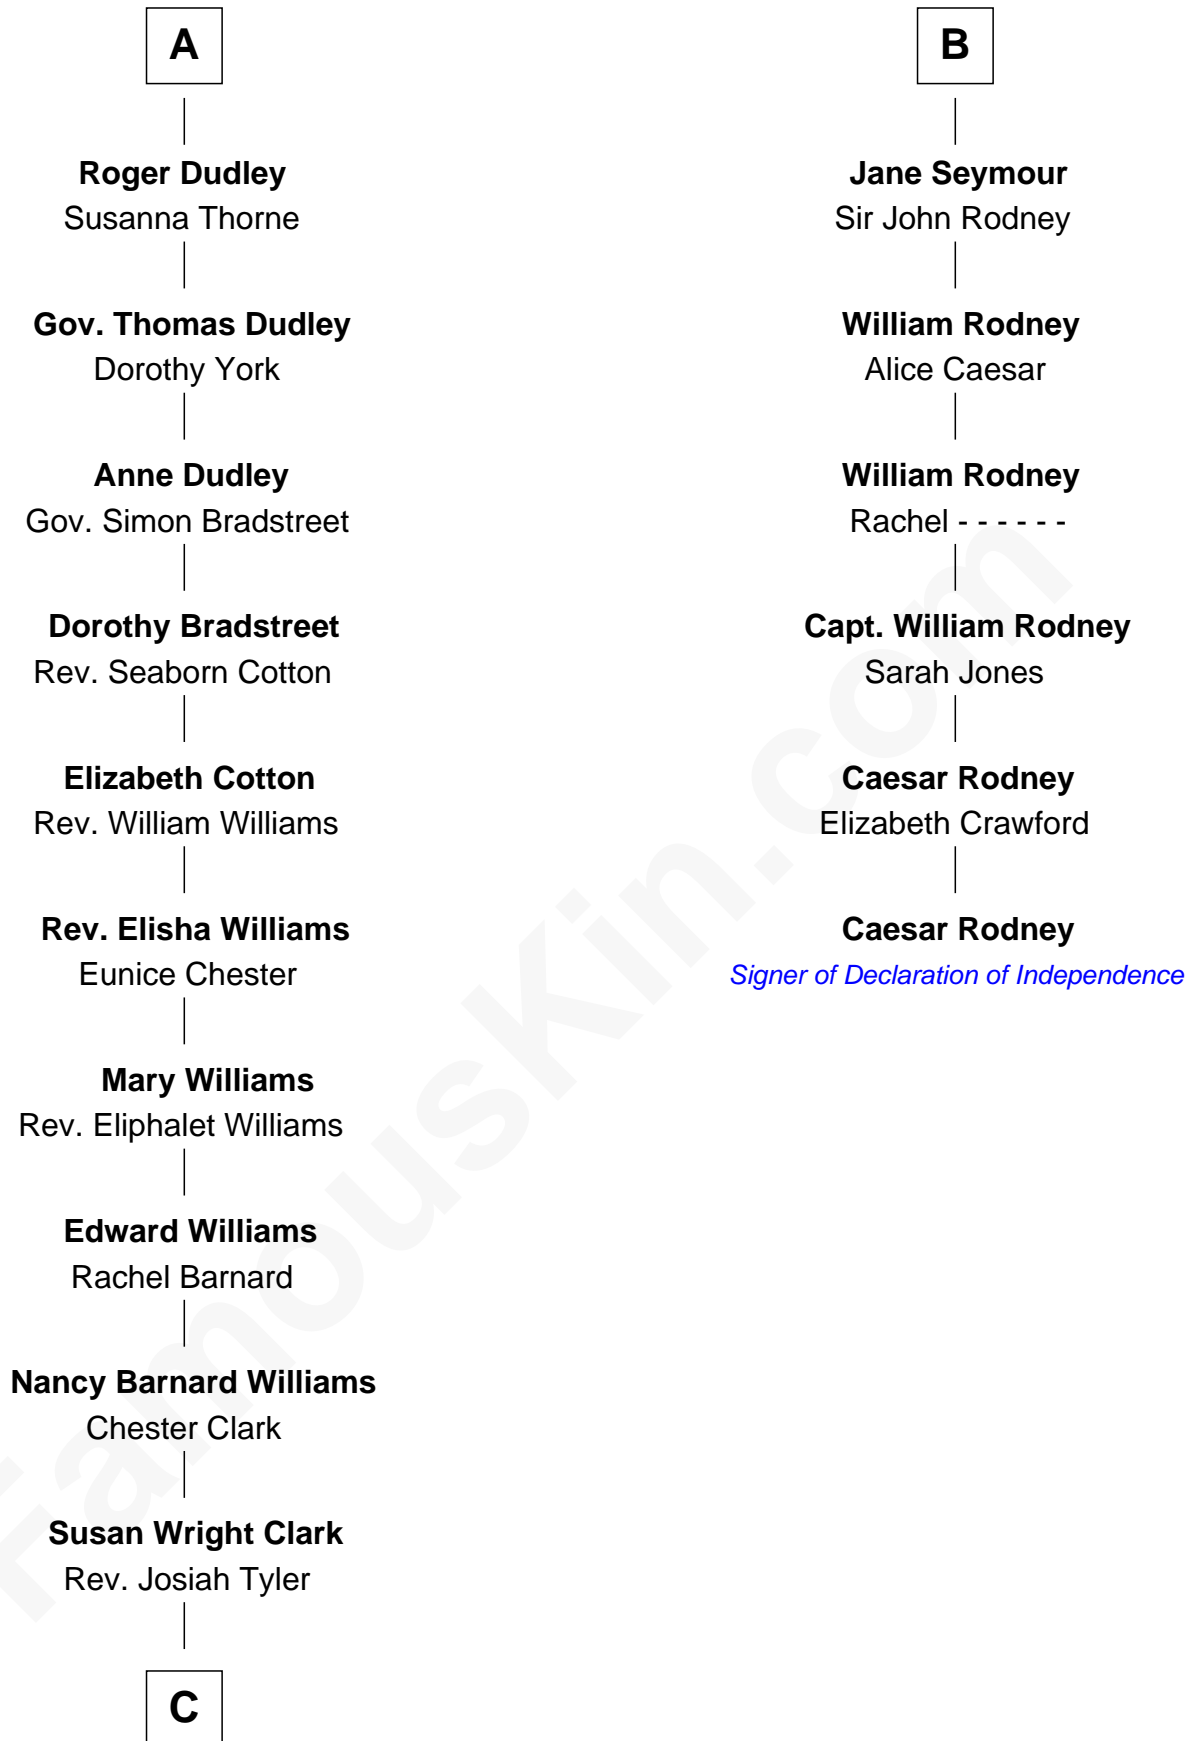 A
Roger Dudley
Susanna Thorne
Gov. Thomas Dudley
Dorothy York
Anne Dudley
Gov. Simon Bradstreet
Dorothy Bradstreet
Rev. Seaborn Cotton
Elizabeth Cotton
Rev. William Williams
Rev. Elisha Williams
Eunice Chester
Mary Williams
Rev. Eliphalet Williams
Edward Williams
Rachel Barnard
Nancy Barnard Williams
Chester Clark
Susan Wright Clark
Rev. Josiah Tyler
C
B
Jane Seymour
Sir John Rodney
William Rodney
Alice Caesar
William Rodney
Rachel - - - - - -
Capt. William Rodney
Sarah Jones
Caesar Rodney
Elizabeth Crawford
Caesar Rodney
Signer of Declaration of Independence
FamousKin.com